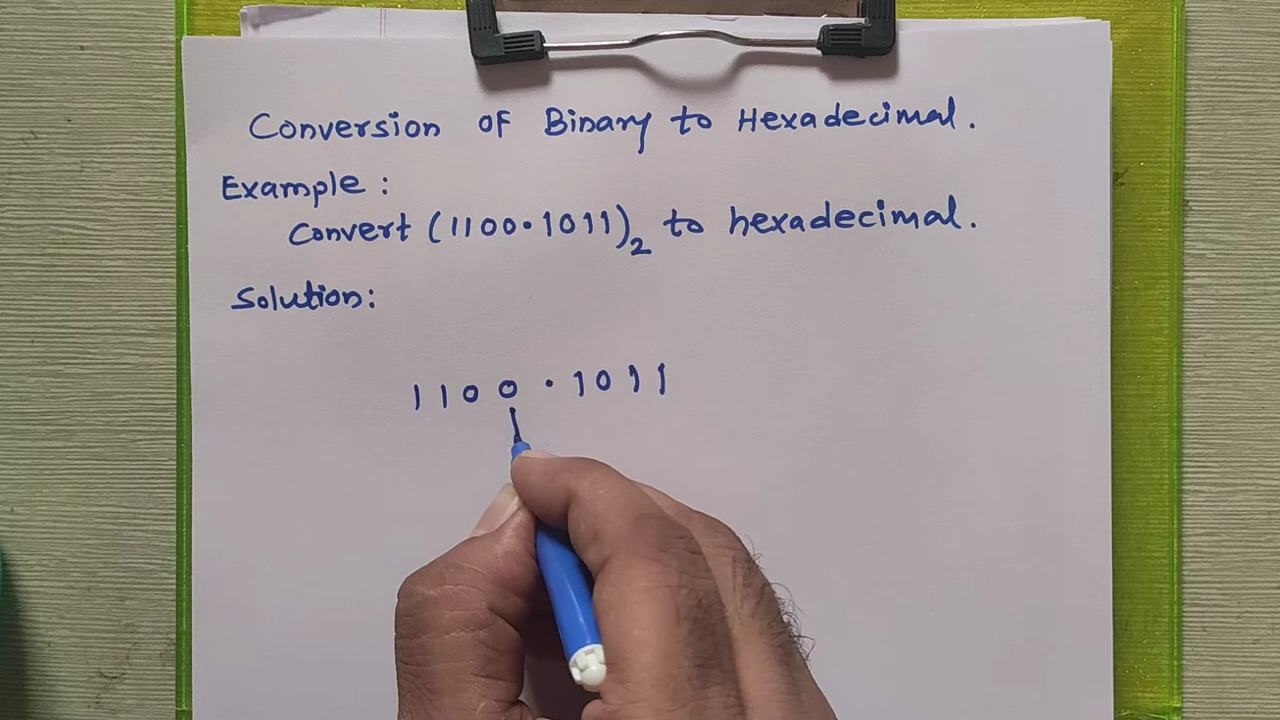 Conversion of Binary to Hexadecimal.
Example:
Convert (1100.1011)2 to hexadecimal.
Solution:
1100.1011